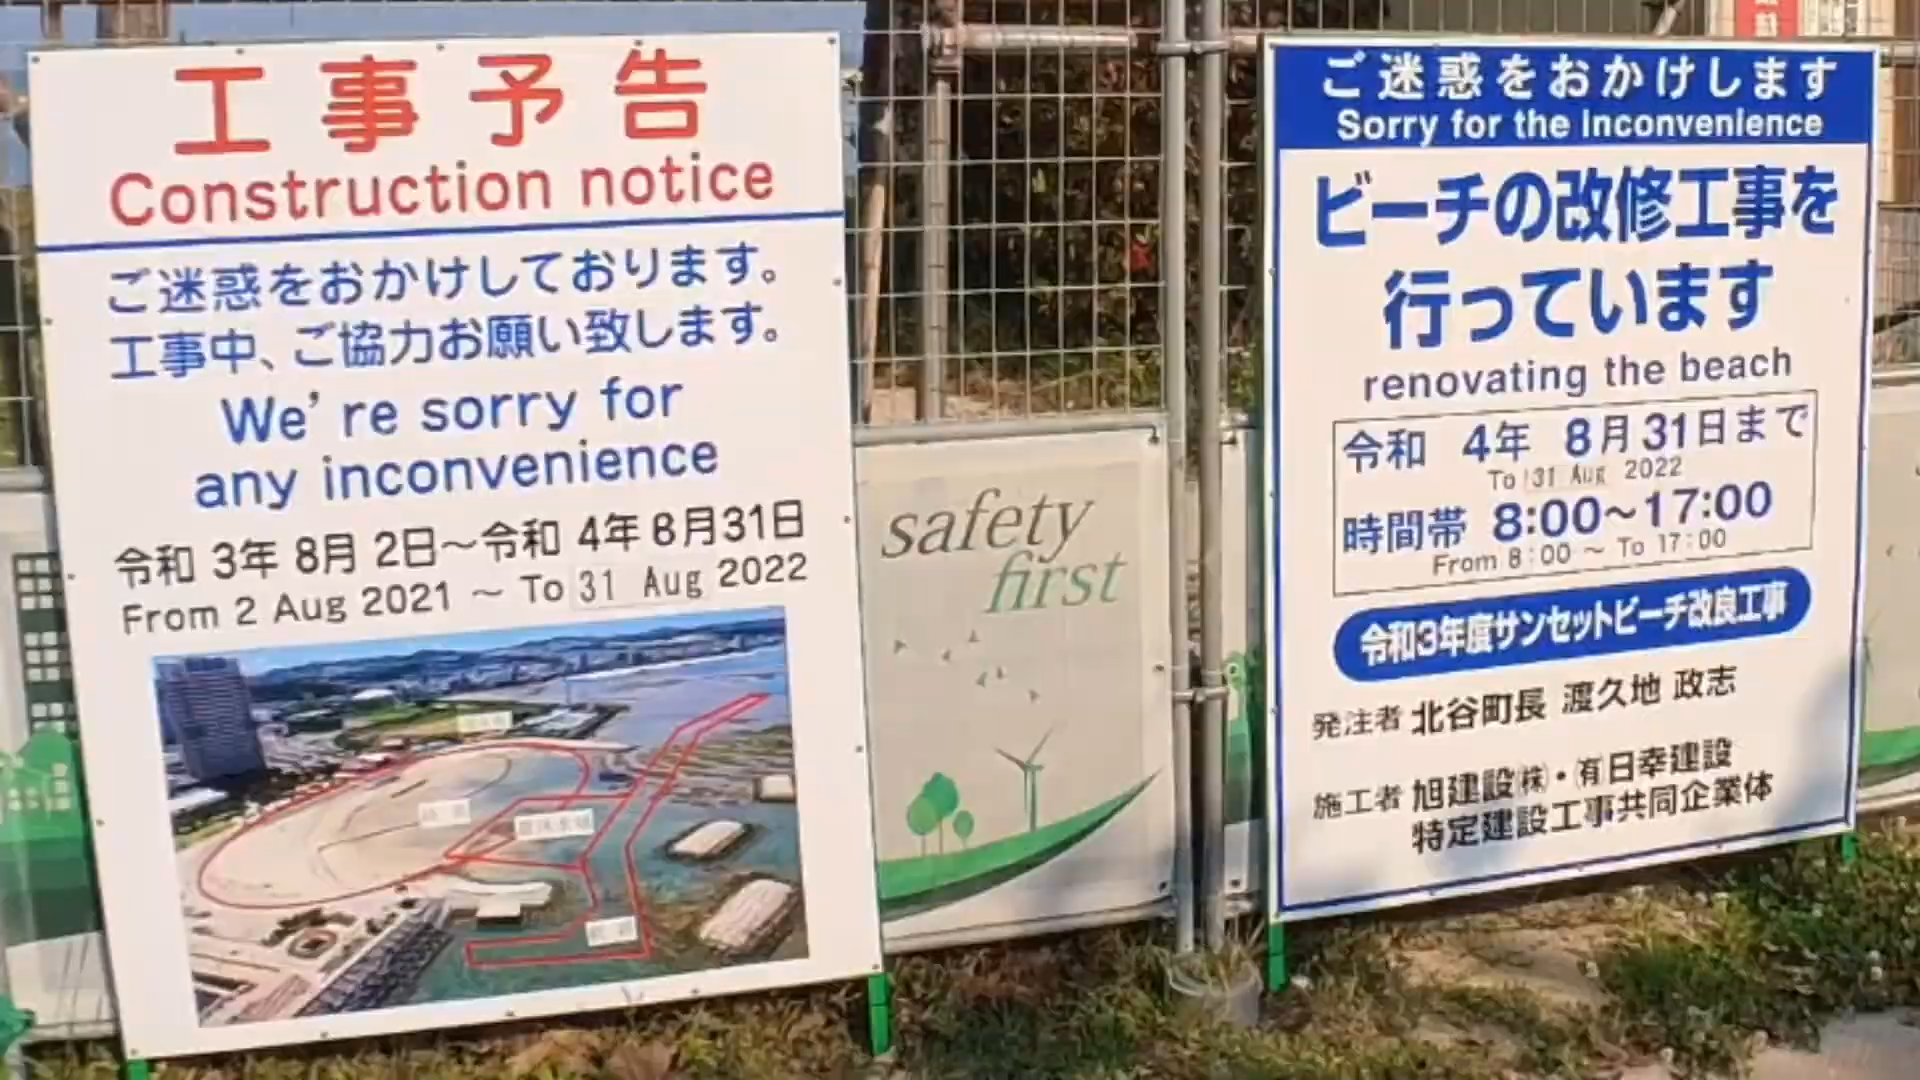 工事予告
Construction notice
ご迷惑をおかけしております。
工事中、ご協力お願い致します。
We're sorry for
any inconvenience
令和 3年 8月 2日～令和 4年 8月31日
From 2 Aug 2021 ～ To 31 Aug 2022
safety
first
ご迷惑をおかけします
Sorry for the Inconvenience
ビーチの改修工事を
行っています
renovating the beach
令和 4年 8月31日まで
To 31 Aug 2022
時間帯 8:00～17:00
From 8:00 ～ To 17:00
令和3年度サンセットビーチ改良工事
発注者 北谷町長 渡久地 政志
施工者 旭建設㈱・㈲日幸建設
特定建設工事共同企業体